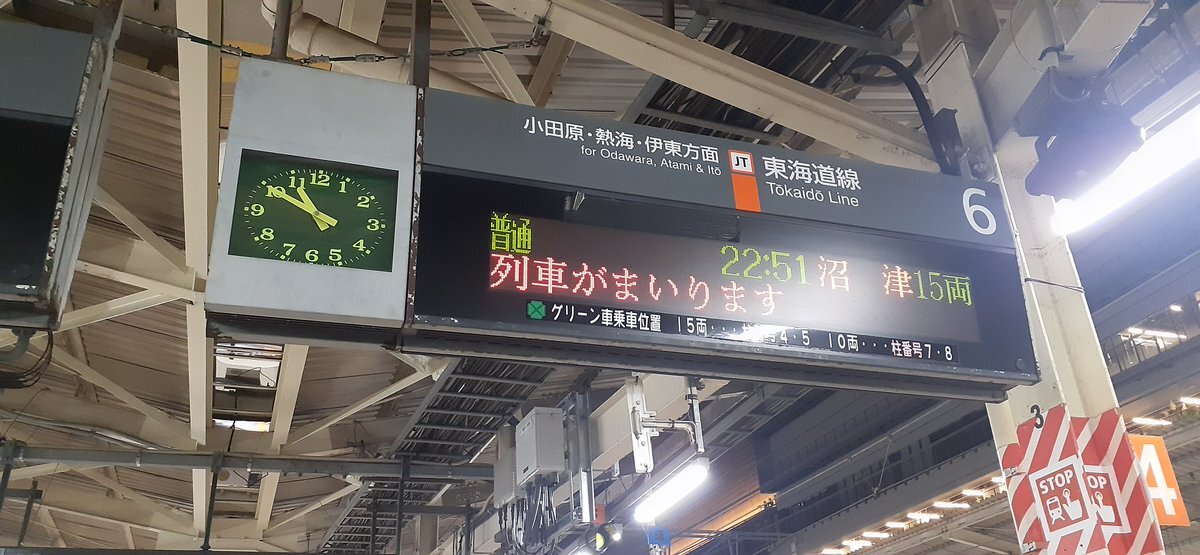 小田原・熱海・伊東方面
for Odawara, Atami & Itō
JT
東海道線
Tōkaidō Line
6
普通 22:51 沼津 15両
列車がまいります
グリーン車乗車位置 15両・・・ 4・5 10両・・・柱番号7・8
12
1
2
3
4
5
6
7
8
9
10
11
3
STOP
OP
4